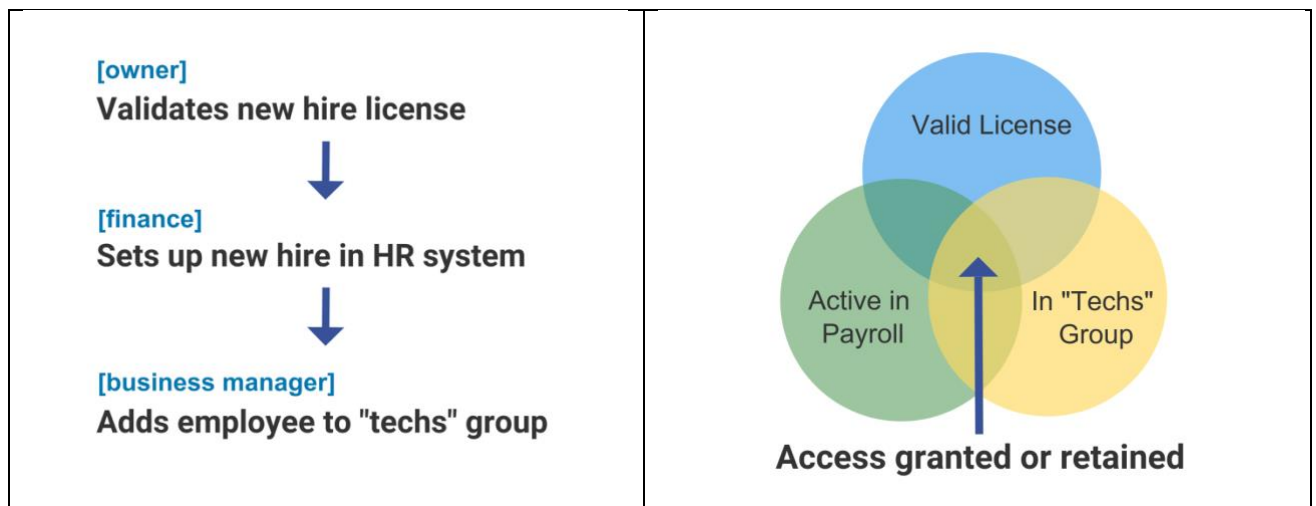 [owner]
Validates new hire license
[finance]
Sets up new hire in HR system
[business manager]
Adds employee to "techs" group
Valid License
Active in
Payroll
In "Techs"
Group
Access granted or retained